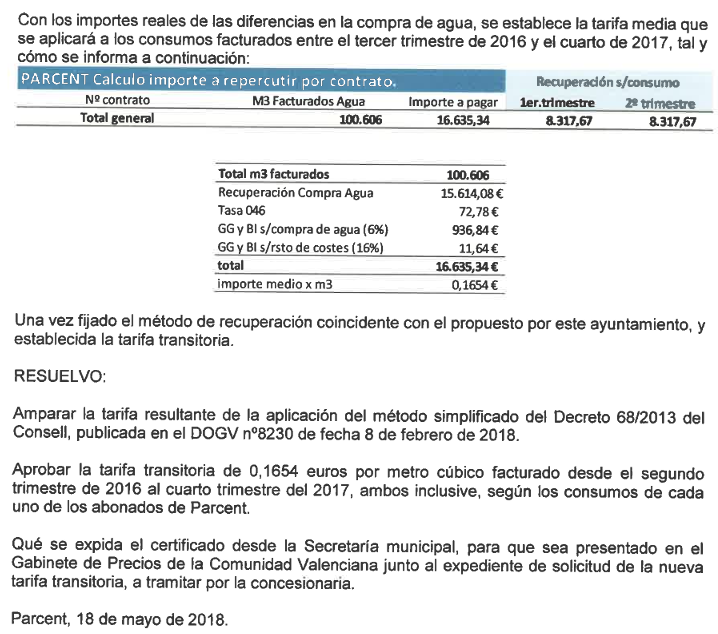 Con los importes reales de las diferencias en la compra de agua, se establece la tarifa media que
se aplicará a los consumos facturados entre el tercer trimestre de 2016 y el cuarto de 2017, tal y
cómo se informa a continuación:
PARCENT Calculo importe a repercutir por contrato. Recuperación s/consumo
Nº contrato M3 Facturados Agua Importe a pagar 1er.trimestre 2º trimestre
Total general 100.606 16.635,34 8.317,67 8.317,67
Total m3 facturados 100.606
Recuperación Compra Agua 15.614,08 €
Tasa 046 72,78 €
GG y BI s/compra de agua (6%) 936,84 €
GG y BI s/rsto de costes (16%) 11,64 €
total 16.635,34 €
importe medio x m3 0,1654 €
Una vez fijado el método de recuperación coincidente con el propuesto por este ayuntamiento, y
establecida la tarifa transitoria.
RESUELVO:
Amparar la tarifa resultante de la aplicación del método simplificado del Decreto 68/2013 del
Consell, publicada en el DOGV nº8230 de fecha 8 de febrero de 2018.
Aprobar la tarifa transitoria de 0,1654 euros por metro cúbico facturado desde el segundo
trimestre de 2016 al cuarto trimestre del 2017, ambos inclusive, según los consumos de cada
uno de los abonados de Parcent.
Qué se expida el certificado desde la Secretaría municipal, para que sea presentado en el
Gabinete de Precios de la Comunidad Valenciana junto al expediente de solicitud de la nueva
tarifa transitoria, a tramitar por la concesionaria.
Parcent, 18 de mayo de 2018.